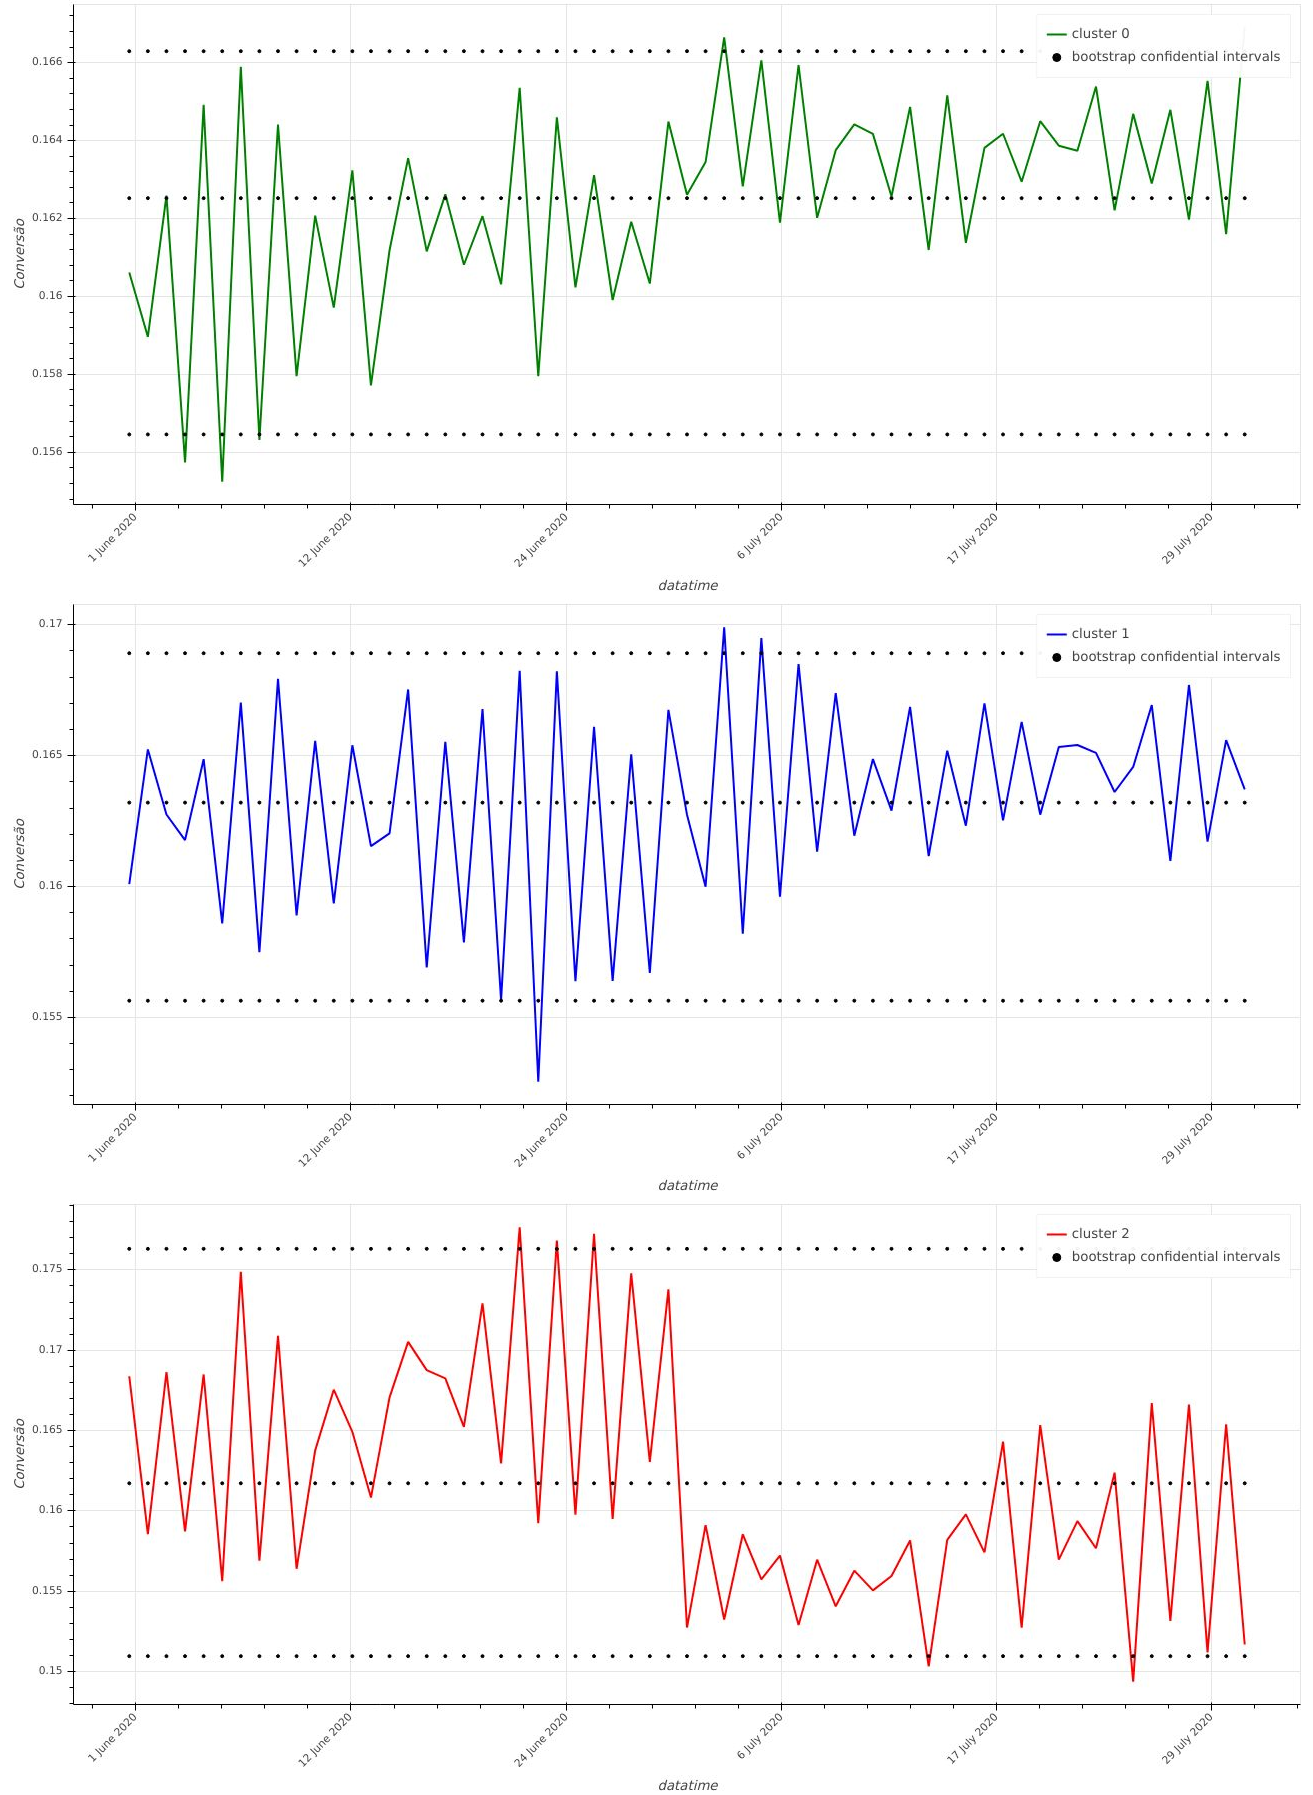 cluster 0
bootstrap confidential intervals
0.166
0.164
0.162
0.16
0.158
0.156
Conversão
1 June 2020
12 June 2020
24 June 2020
6 July 2020
17 July 2020
29 July 2020
datatime
cluster 1
bootstrap confidential intervals
0.17
0.165
0.16
0.155
Conversão
1 June 2020
12 June 2020
24 June 2020
6 July 2020
17 July 2020
29 July 2020
datatime
cluster 2
bootstrap confidential intervals
0.175
0.17
0.165
0.16
0.155
0.15
Conversão
1 June 2020
12 June 2020
24 June 2020
6 July 2020
17 July 2020
29 July 2020
datatime